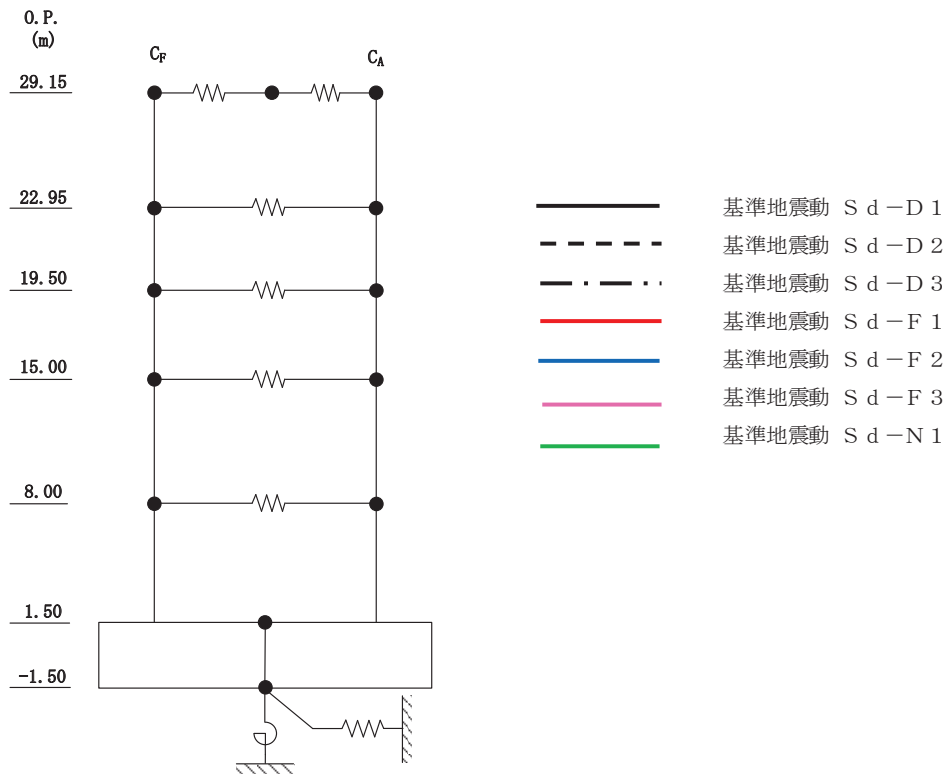 O.P.
(m)
C_F
C_A
29.15
22.95
19.50
15.00
8.00
1.50
-1.50
基準地震動 Ｓｄ－Ｄ１
基準地震動 Ｓｄ－Ｄ２
基準地震動 Ｓｄ－Ｄ３
基準地震動 Ｓｄ－Ｆ１
基準地震動 Ｓｄ－Ｆ２
基準地震動 Ｓｄ－Ｆ３
基準地震動 Ｓｄ－Ｎ１